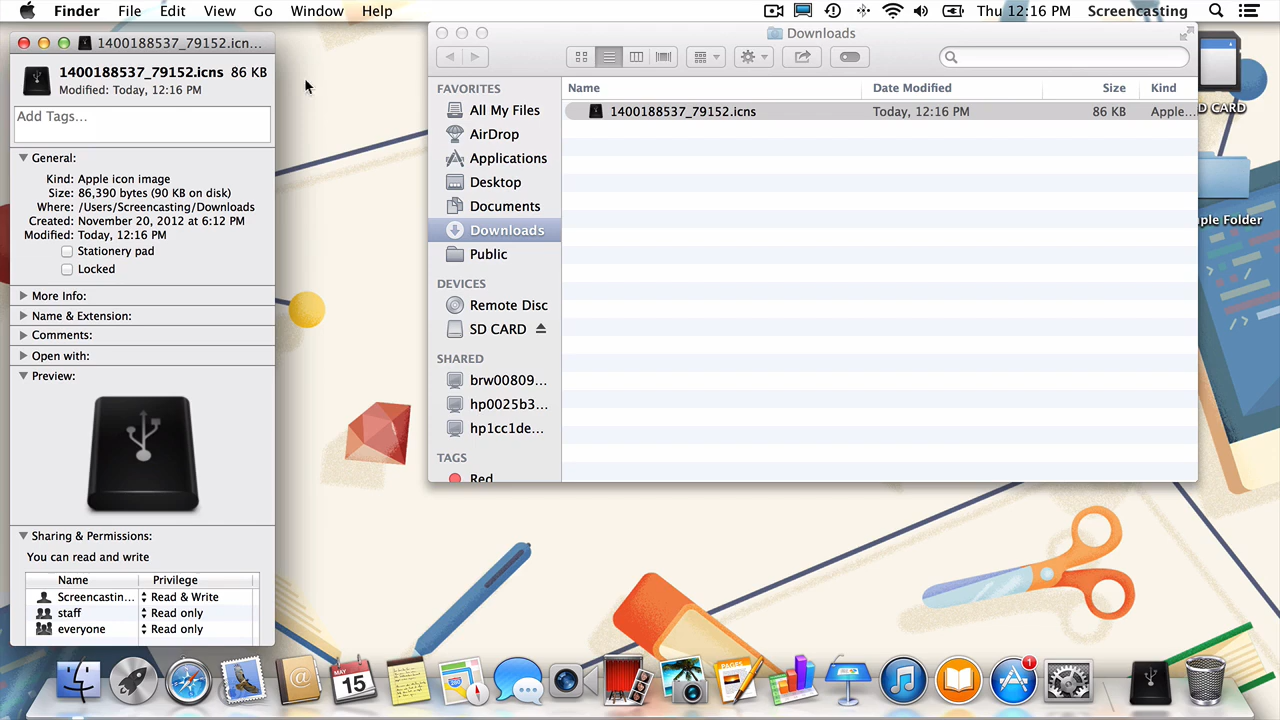 Finder File Edit View Go Window Help Thu 12:16 PM Screencasting
1400188537_79152.icn...
1400188537_79152.icns 86 KB
Modified: Today, 12:16 PM
Add Tags...
General:
Kind: Apple icon image
Size: 86,390 bytes (90 KB on disk)
Where: /Users/Screencasting/Downloads
Created: November 20, 2012 at 6:12 PM
Modified: Today, 12:16 PM
Stationery pad
Locked
More Info:
Name & Extension:
Comments:
Open with:
Preview:
Sharing & Permissions:
You can read and write
Name Privilege
Screencastin... Read & Write
staff Read only
everyone Read only
Downloads
FAVORITES
All My Files
AirDrop
Applications
Desktop
Documents
Downloads
Public
DEVICES
Remote Disc
SD CARD
SHARED
brw00809...
hp0025b3...
hp1cc1de...
TAGS
Red
Name Date Modified Size Kind
1400188537_79152.icns Today, 12:16 PM 86 KB Apple...
D CARD
ple Folder
MAY
15
280
PAGES
1